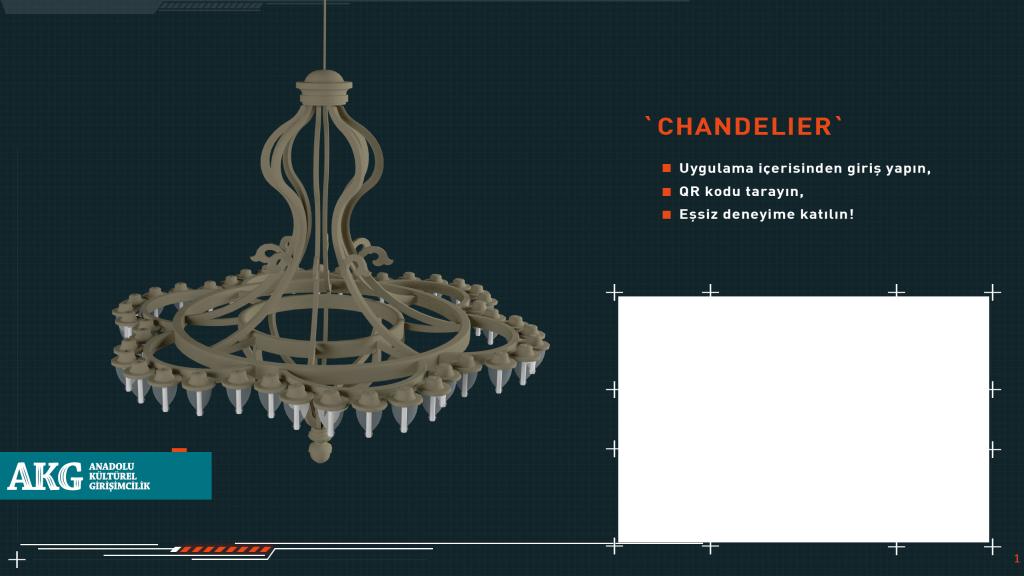 `CHANDELIER`
Uygulama içerisinden giriş yapın,
QR kodu tarayın,
Eşsiz deneyime katılın!
AKG
ANADOLU
KÜLTÜREL
GİRİŞİMCİLİK
1